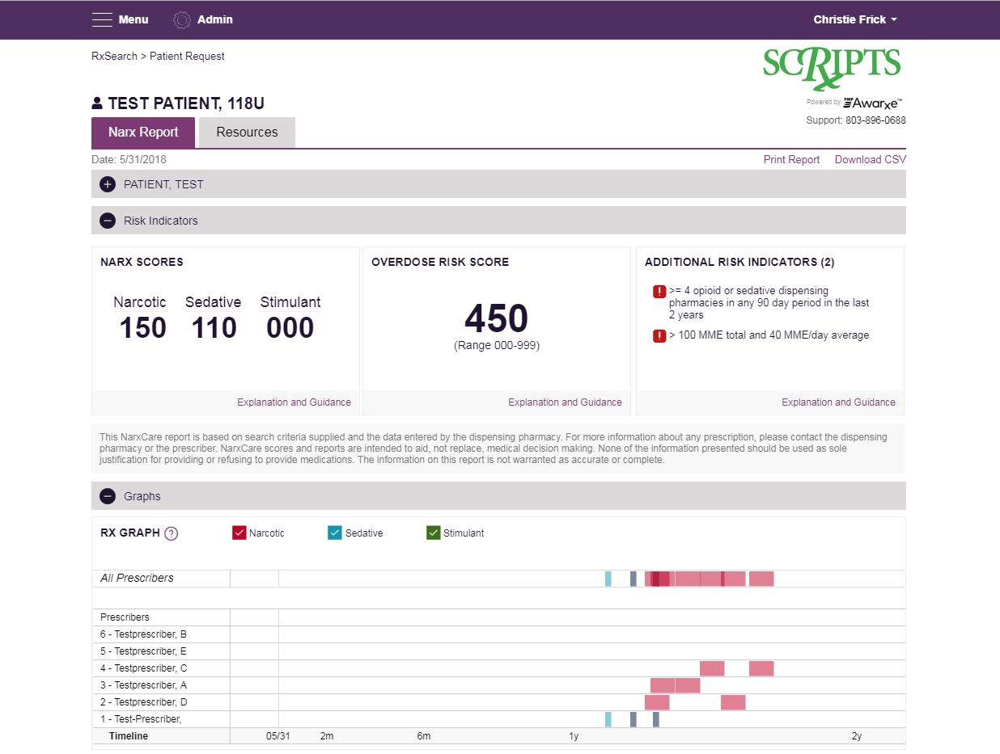 Menu Admin Christie Frick
RxSearch > Patient Request
SCRIPTS
TEST PATIENT, 118U
Powered by PMP Awarxe™
Support: 803-896-0688
Narx Report Resources
Date: 5/31/2018 Print Report Download CSV
PATIENT, TEST
Risk Indicators
NARX SCORES
Narcotic Sedative Stimulant
150 110 000
Explanation and Guidance
OVERDOSE RISK SCORE
450
(Range 000-999)
Explanation and Guidance
ADDITIONAL RISK INDICATORS (2)
>= 4 opioid or sedative dispensing
pharmacies in any 90 day period in the last
2 years
> 100 MME total and 40 MME/day average
Explanation and Guidance
This NarxCare report is based on search criteria supplied and the data entered by the dispensing pharmacy. For more information about any prescription, please contact the dispensing
pharmacy or the prescriber. NarxCare scores and reports are intended to aid, not replace, medical decision making. None of the information presented should be used as sole
justification for providing or refusing to provide medications. The information on this report is not warranted as accurate or complete.
Graphs
RX GRAPH ? Narcotic Sedative Stimulant
All Prescribers
Prescribers
6 - Testprescriber, B
5 - Testprescriber, E
4 - Testprescriber, C
3 - Testprescriber, A
2 - Testprescriber, D
1 - Test-Prescriber,
Timeline 05/31 2m 6m 1y 2y